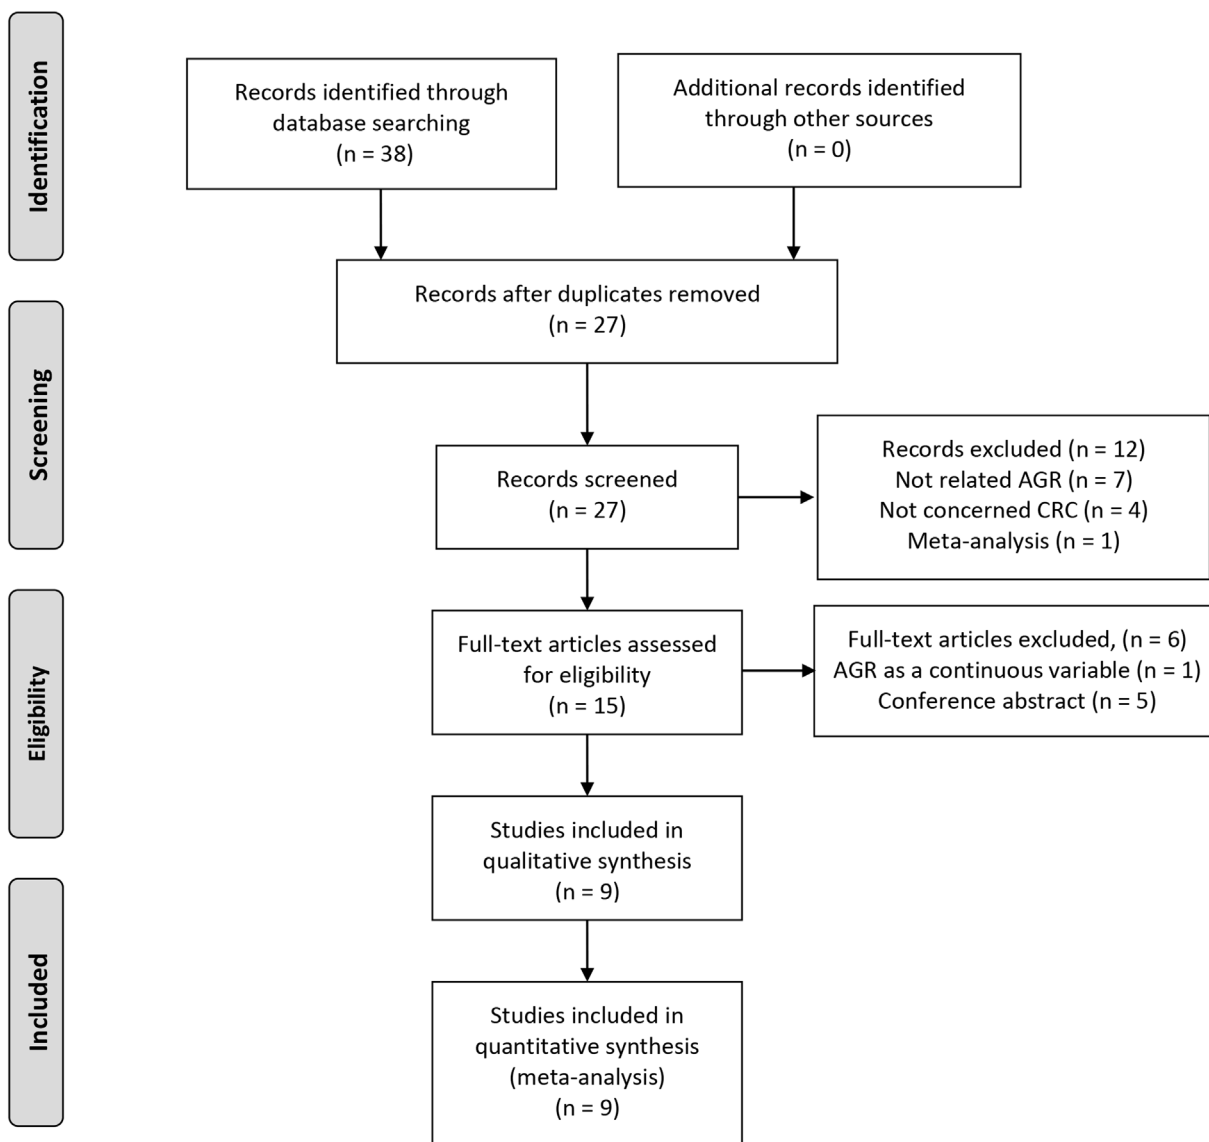 Identification
Records identified through
database searching
(n = 38)
Additional records identified
through other sources
(n = 0)
Records after duplicates removed
(n = 27)
Screening
Records screened
(n = 27)
Records excluded (n = 12)
Not related AGR (n = 7)
Not concerned CRC (n = 4)
Meta-analysis (n = 1)
Eligibility
Full-text articles assessed
for eligibility
(n = 15)
Full-text articles excluded, (n = 6)
AGR as a continuous variable (n = 1)
Conference abstract (n = 5)
Studies included in
qualitative synthesis
(n = 9)
Included
Studies included in
quantitative synthesis
(meta-analysis)
(n = 9)